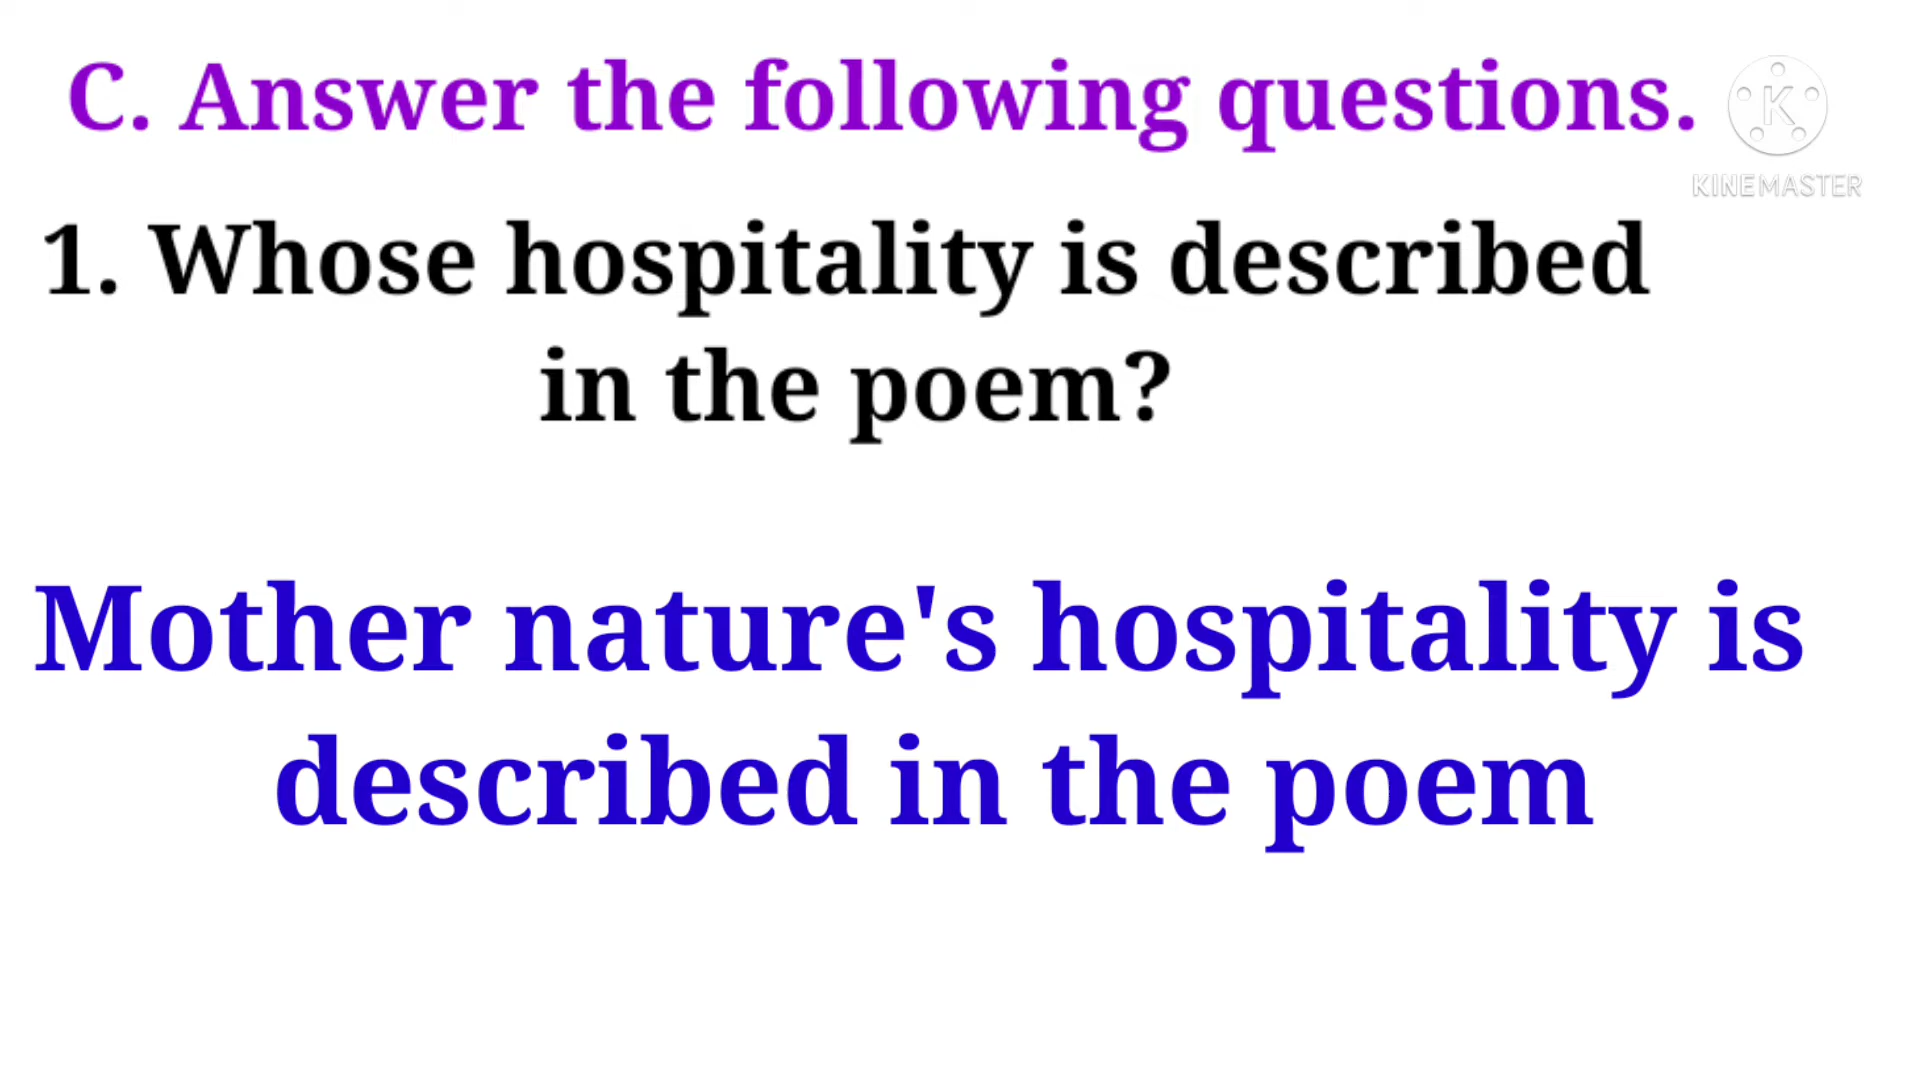 C. Answer the following questions.
K
KINEMASTER
1. Whose hospitality is described
in the poem?
Mother nature's hospitality is
described in the poem